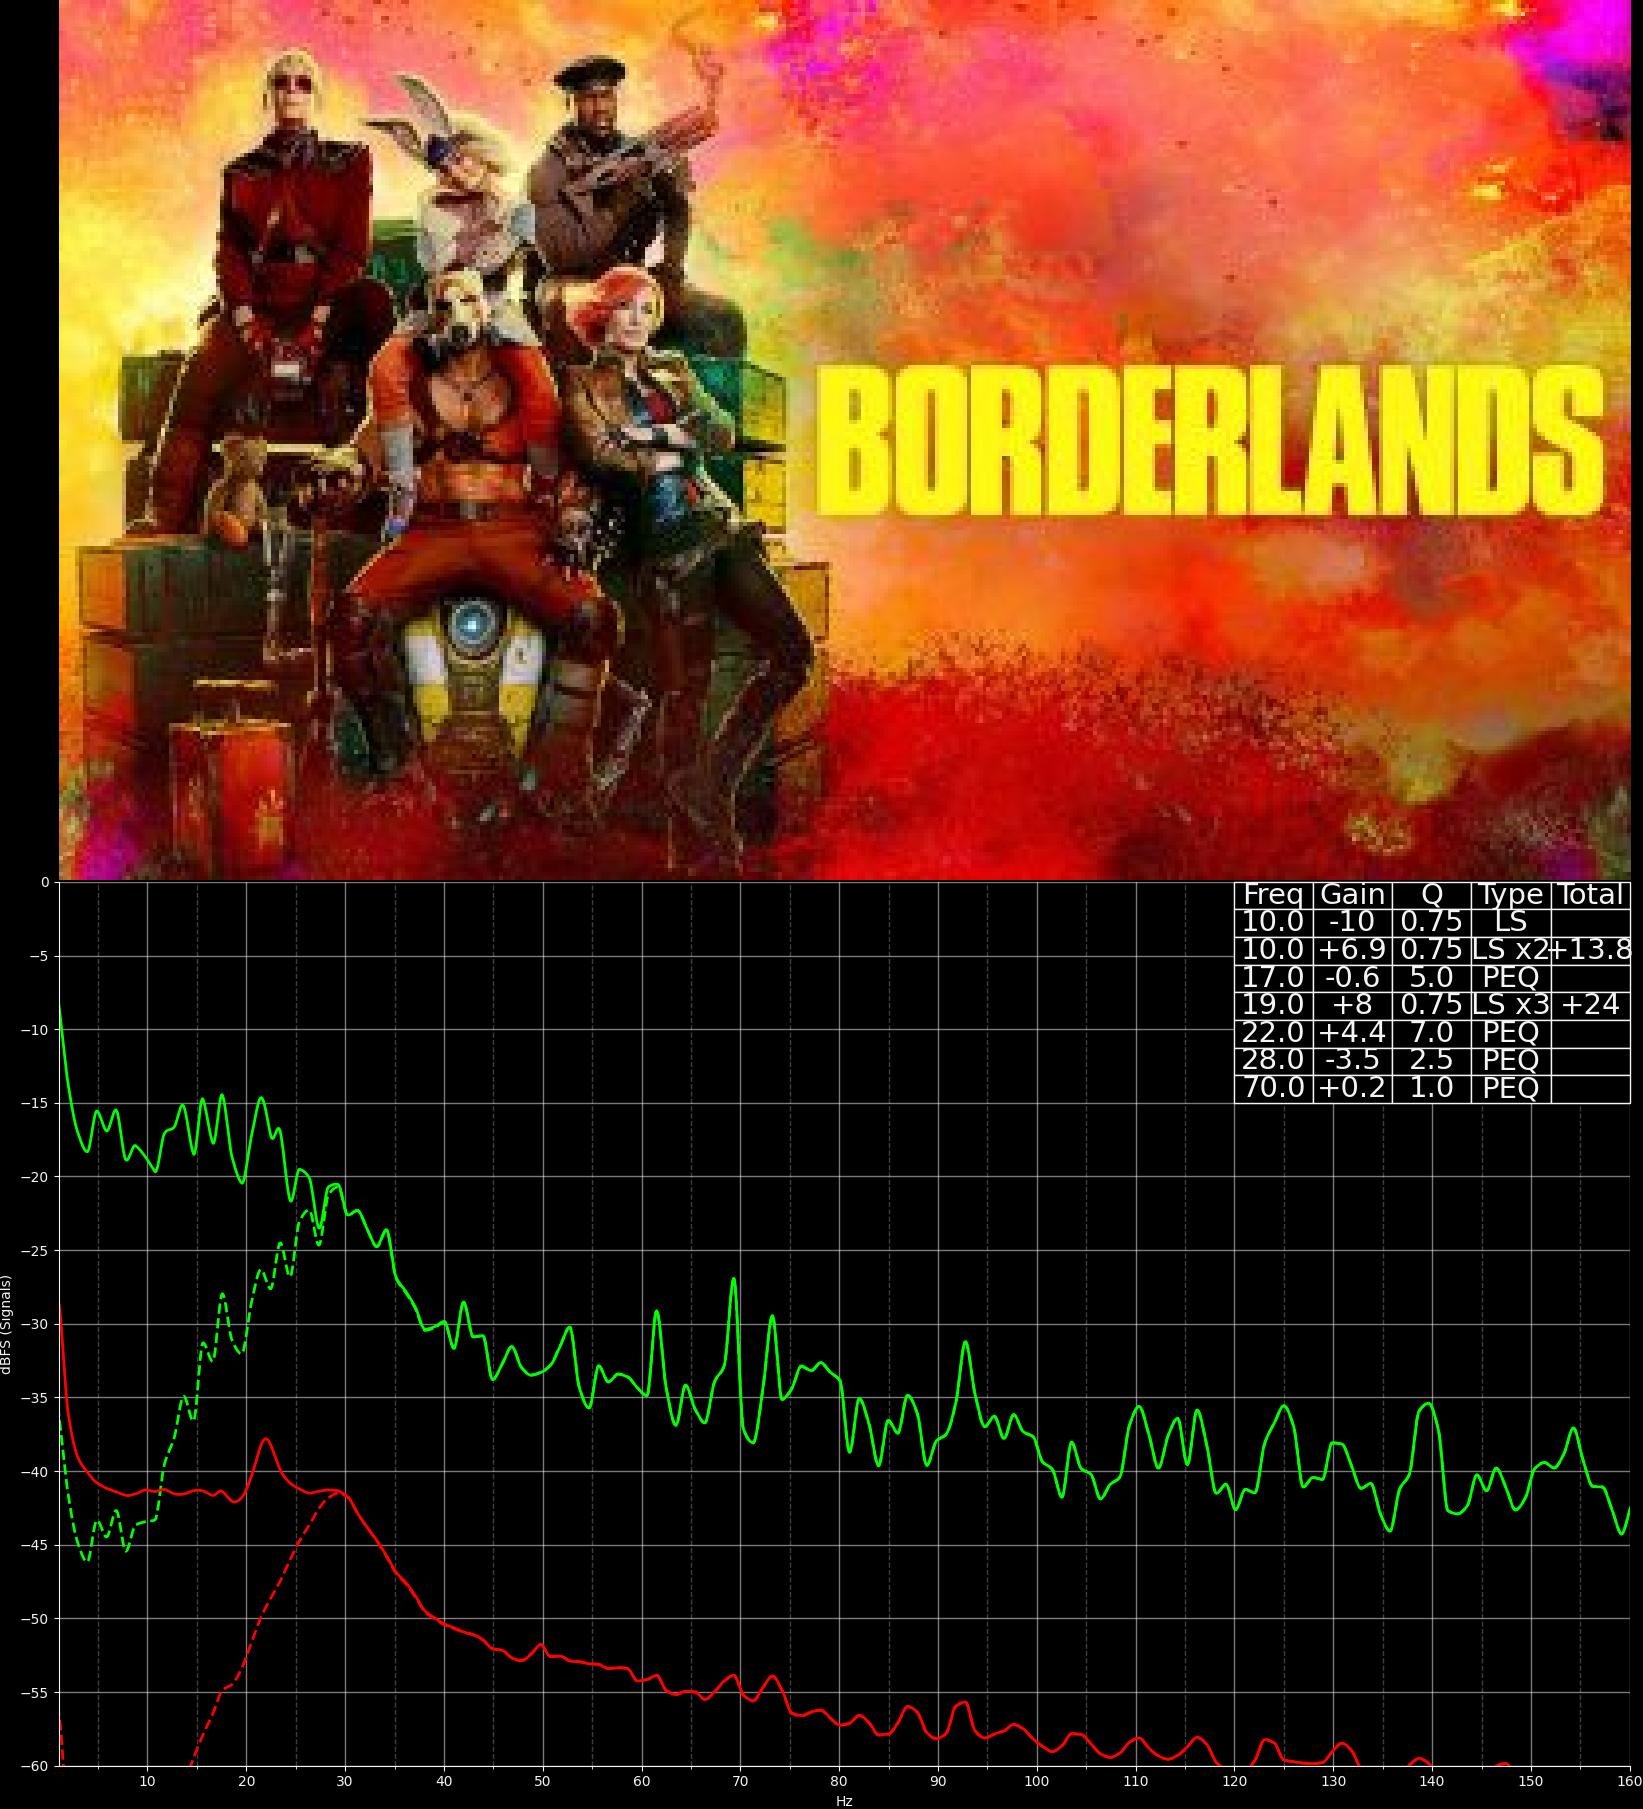 BORDERLANDS
Freq Gain Q Type Total
10.0 -10 0.75 LS
10.0 +6.9 0.75 LS x2 +13.8
17.0 -0.6 5.0 PEQ
19.0 +8 0.75 LS x3 +24
22.0 +4.4 7.0 PEQ
28.0 -3.5 2.5 PEQ
70.0 +0.2 1.0 PEQ
0
−5
−10
−15
−20
−25
−30
−35
−40
−45
−50
−55
−60
dBFS (Signals)
10 20 30 40 50 60 70 80 90 100 110 120 130 140 150 160
Hz